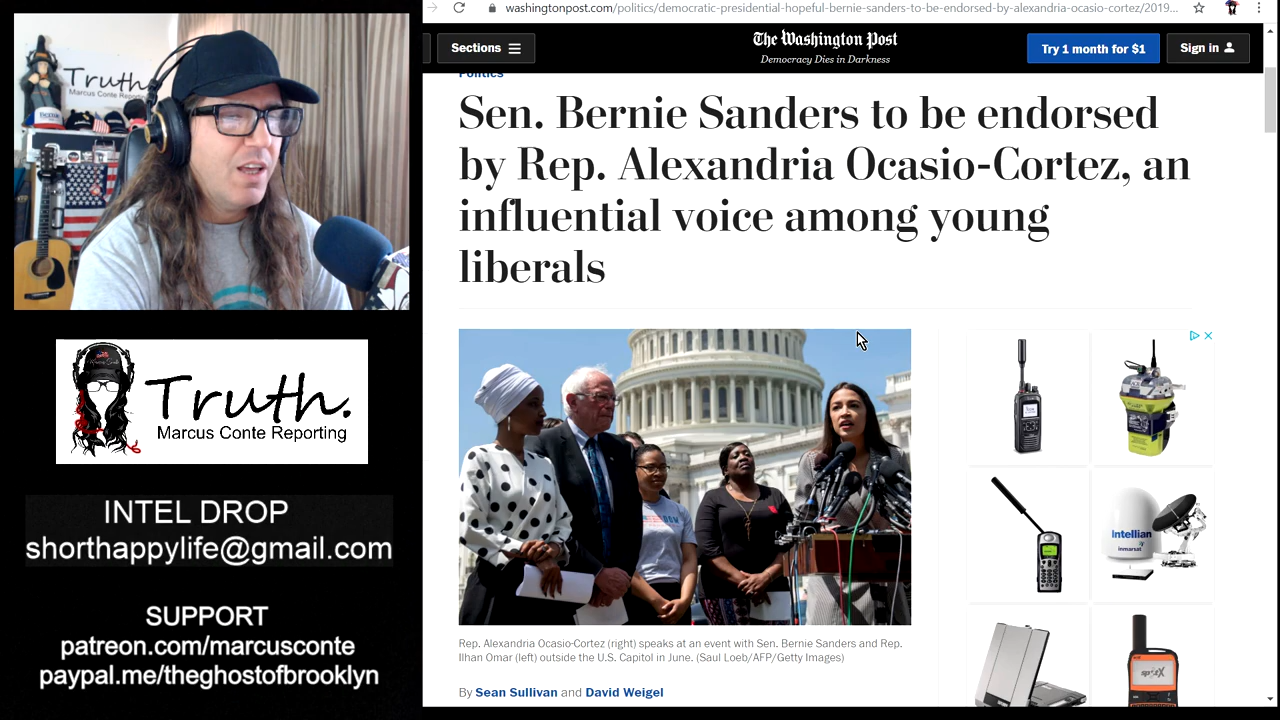 Truth.
Marcus Conte Reporting
Truth.
Marcus Conte Reporting
INTEL DROP
shorthappylife@gmail.com
SUPPORT
patreon.com/marcusconte
paypal.me/theghostofbrooklyn
washingtonpost.com/politics/democratic-presidential-hopeful-bernie-sanders-to-be-endorsed-by-alexandria-ocasio-cortez/2019...
Sections
The Washington Post
Democracy Dies in Darkness
Try 1 month for $1
Sign in
Politics
Sen. Bernie Sanders to be endorsed
by Rep. Alexandria Ocasio-Cortez, an
influential voice among young
liberals
Intellian
inmarsat
Rep. Alexandria Ocasio-Cortez (right) speaks at an event with Sen. Bernie Sanders and Rep.
Ilhan Omar (left) outside the U.S. Capitol in June. (Saul Loeb/AFP/Getty Images)
By Sean Sullivan and David Weigel